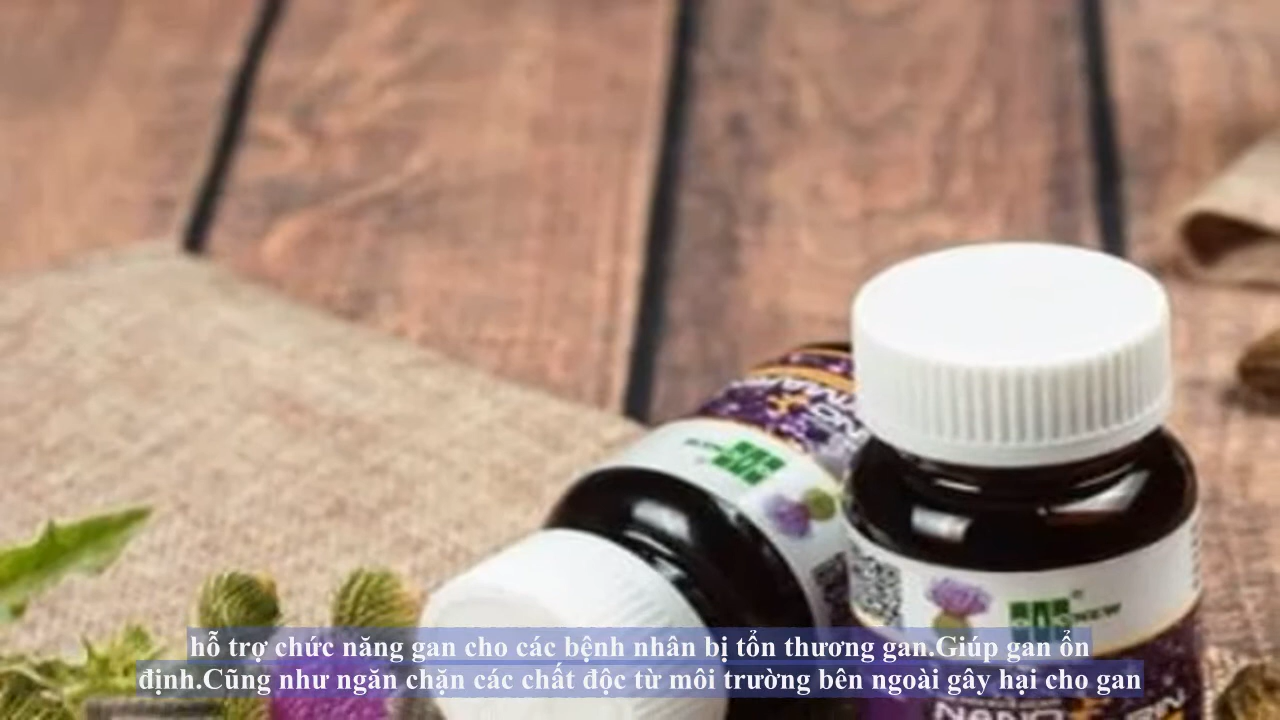 NEW
hỗ trợ chức năng gan cho các bệnh nhân bị tổn thương gan.Giúp gan ổn
định.Cũng như ngăn chặn các chất độc từ môi trường bên ngoài gây hại cho gan